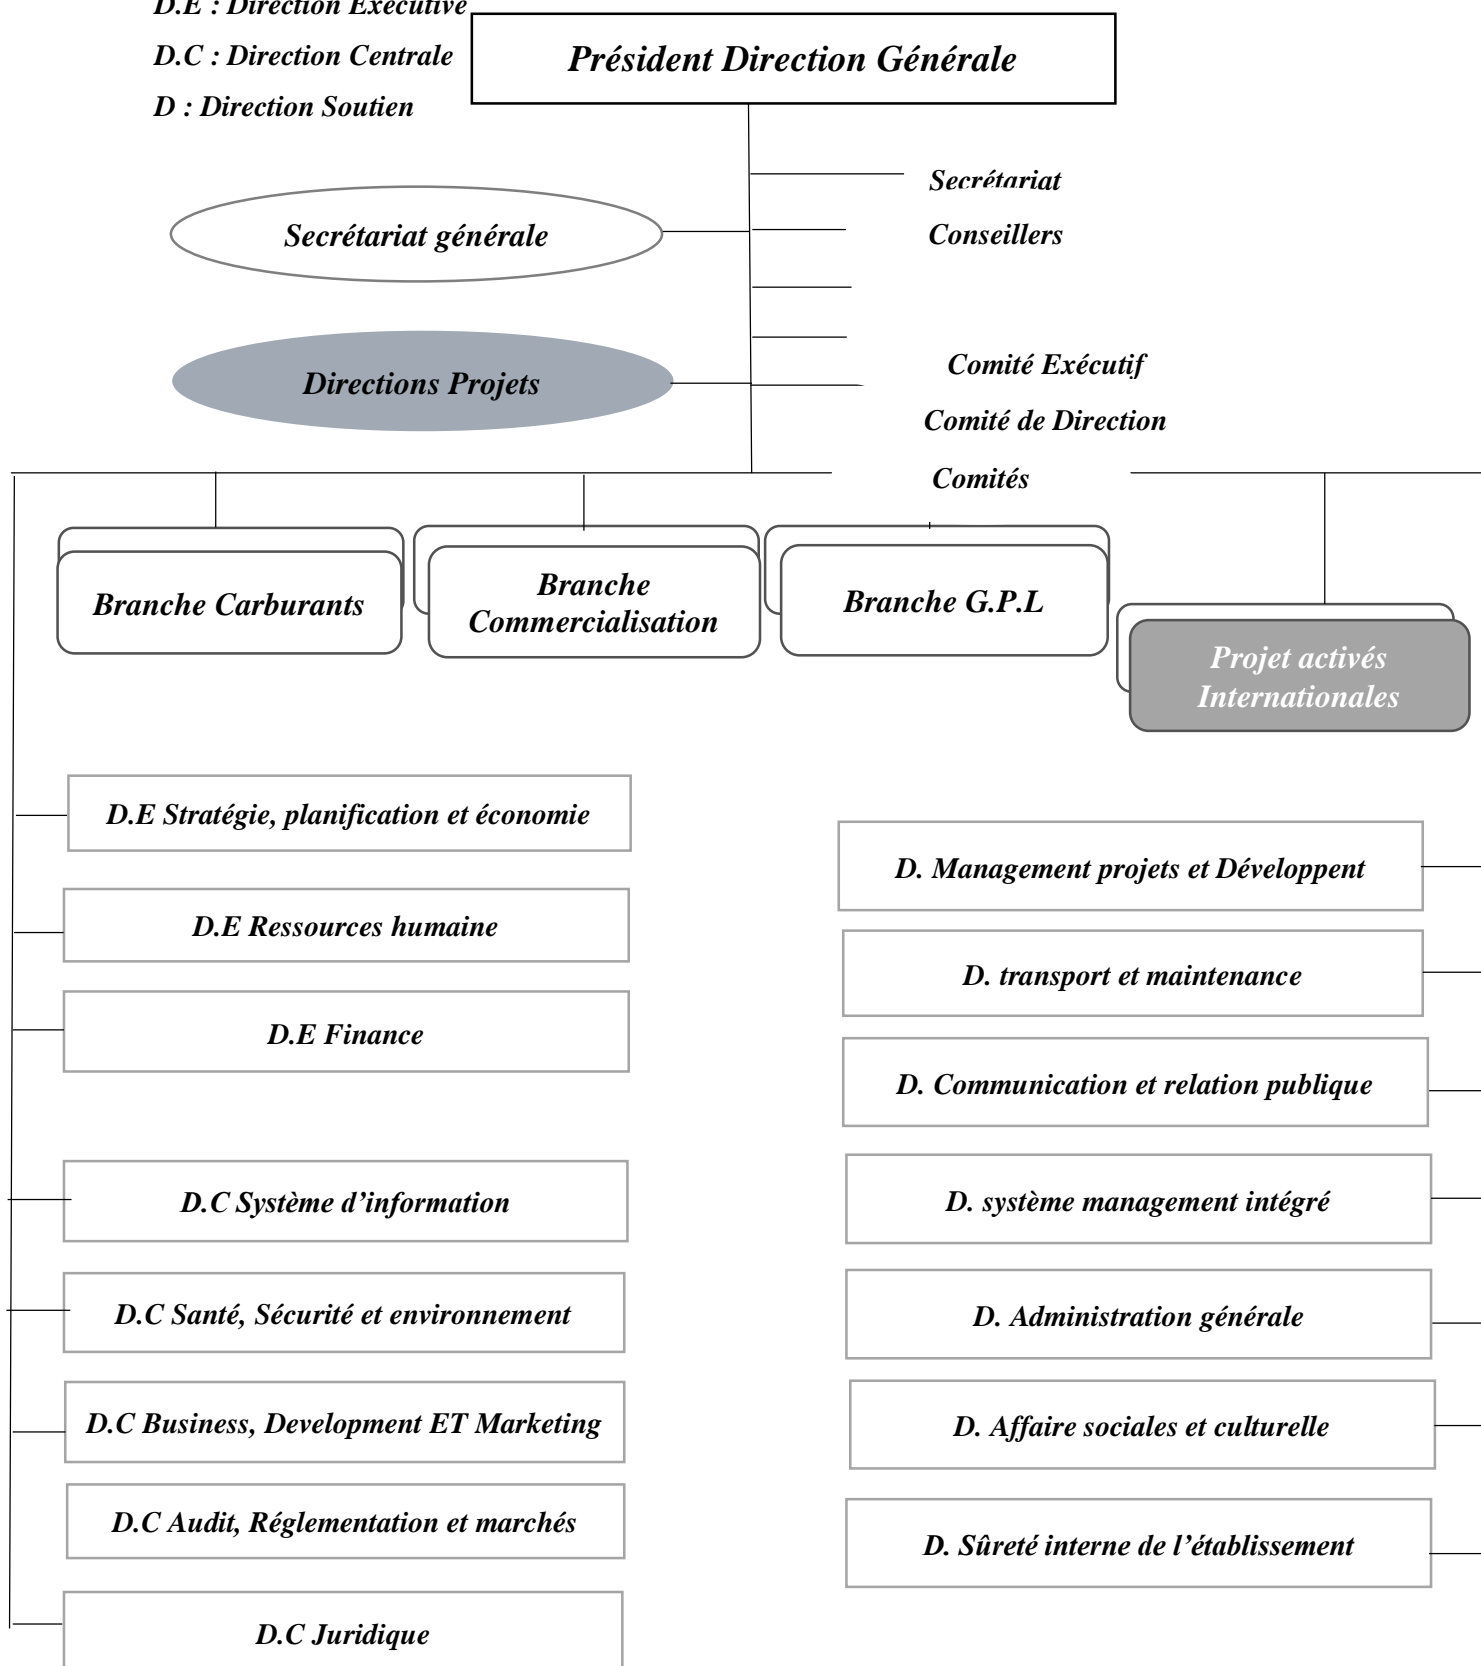 D.E : Direction Exécutive
D.C : Direction Centrale
D : Direction Soutien
Président Direction Générale
Secrétariat
Secrétariat générale
Conseillers
Directions Projets
Comité Exécutif
Comité de Direction
Comités
Branche Carburants
Branche
Commercialisation
Branche G.P.L
Projet activés
Internationales
D.E Stratégie, planification et économie
D.E Ressources humaine
D.E Finance
D.C Système d’information
D.C Santé, Sécurité et environnement
D.C Business, Development ET Marketing
D.C Audit, Réglementation et marchés
D.C Juridique
D. Management projets et Développent
D. transport et maintenance
D. Communication et relation publique
D. système management intégré
D. Administration générale
D. Affaire sociales et culturelle
D. Sûreté interne de l’établissement